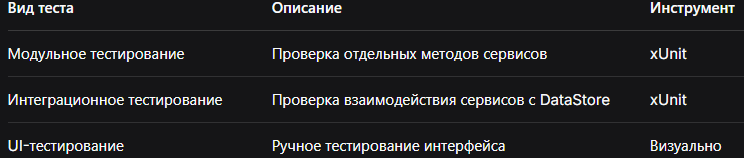 Вид теста Описание Инструмент
Модульное тестирование Проверка отдельных методов сервисов xUnit
Интеграционное тестирование Проверка взаимодействия сервисов с DataStore xUnit
UI-тестирование Ручное тестирование интерфейса Визуально